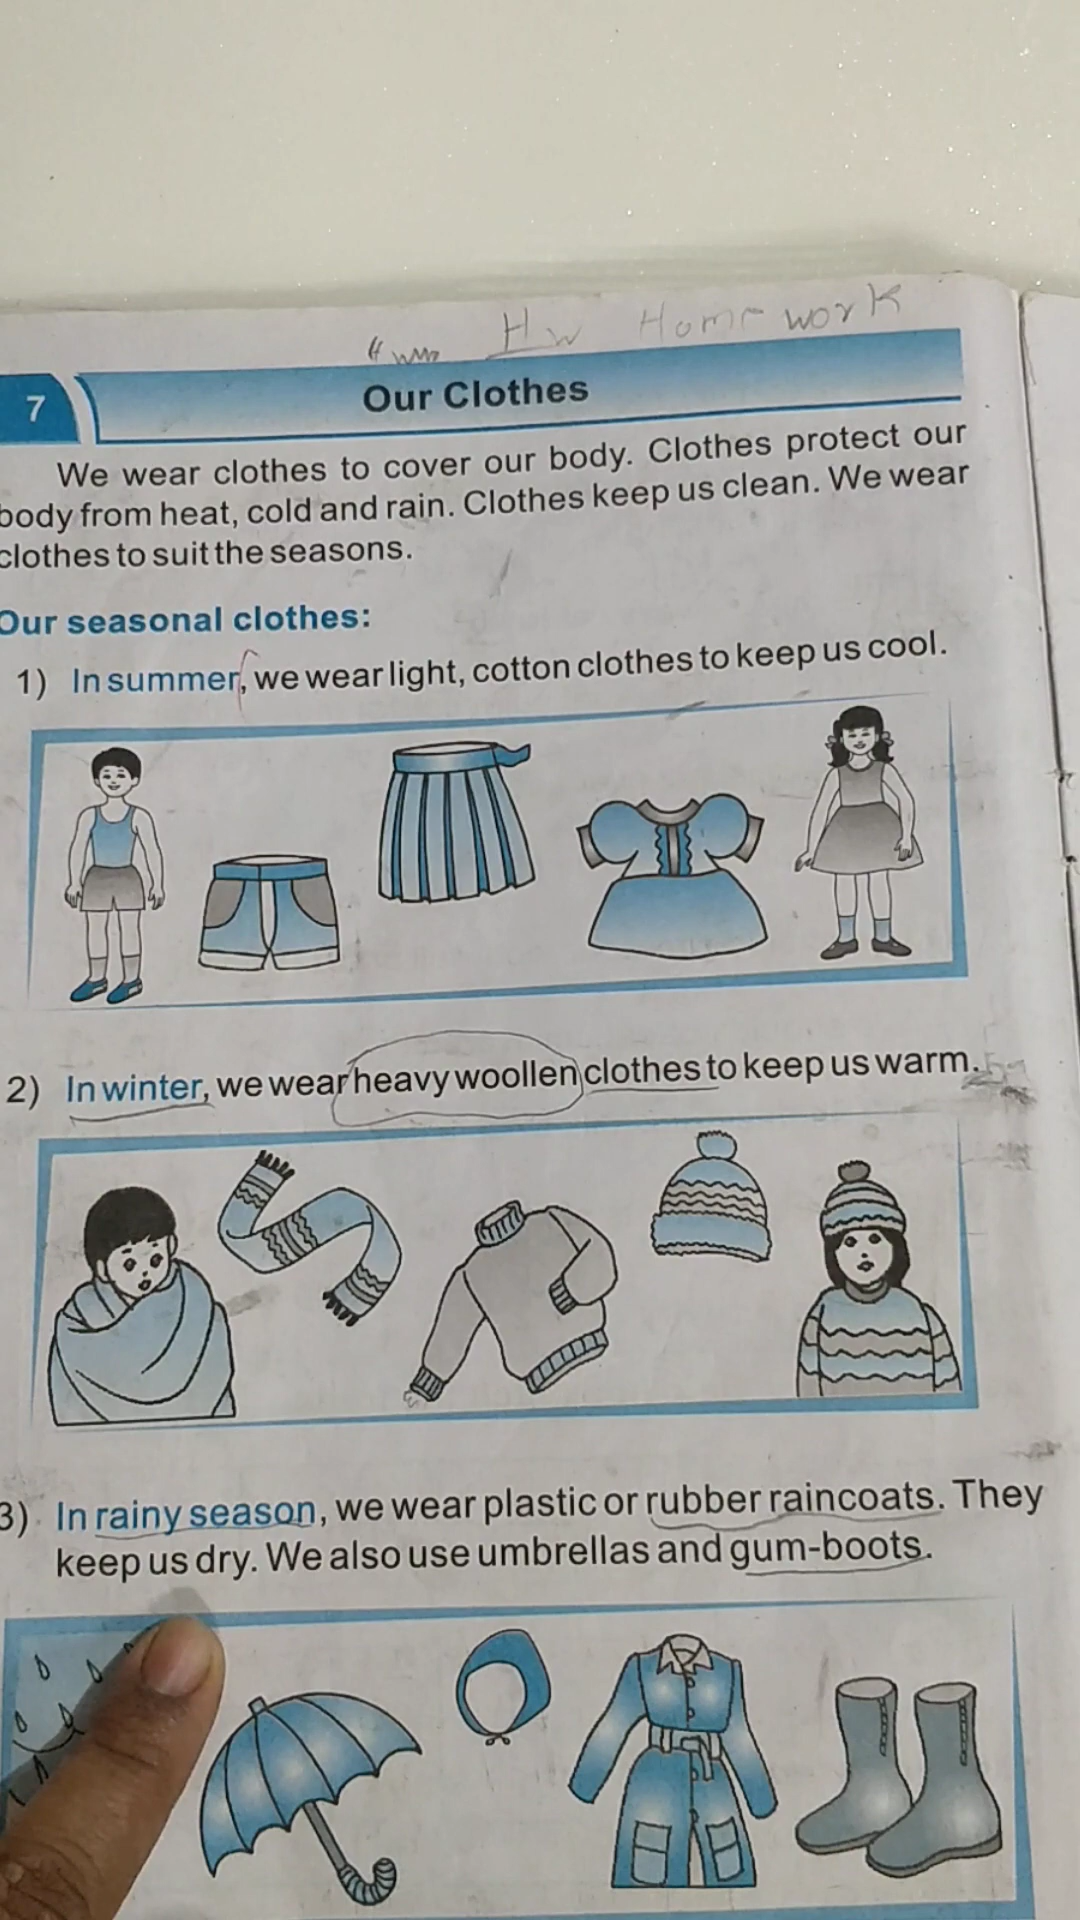 HW Home work
7
Our Clothes
We wear clothes to cover our body. Clothes protect our
body from heat, cold and rain. Clothes keep us clean. We wear
clothes to suit the seasons.
Our seasonal clothes:
1) In summer, we wear light, cotton clothes to keep us cool.
2) In winter, we wear heavy woollen clothes to keep us warm.
3) In rainy season, we wear plastic or rubber raincoats. They
keep us dry. We also use umbrellas and gum-boots.